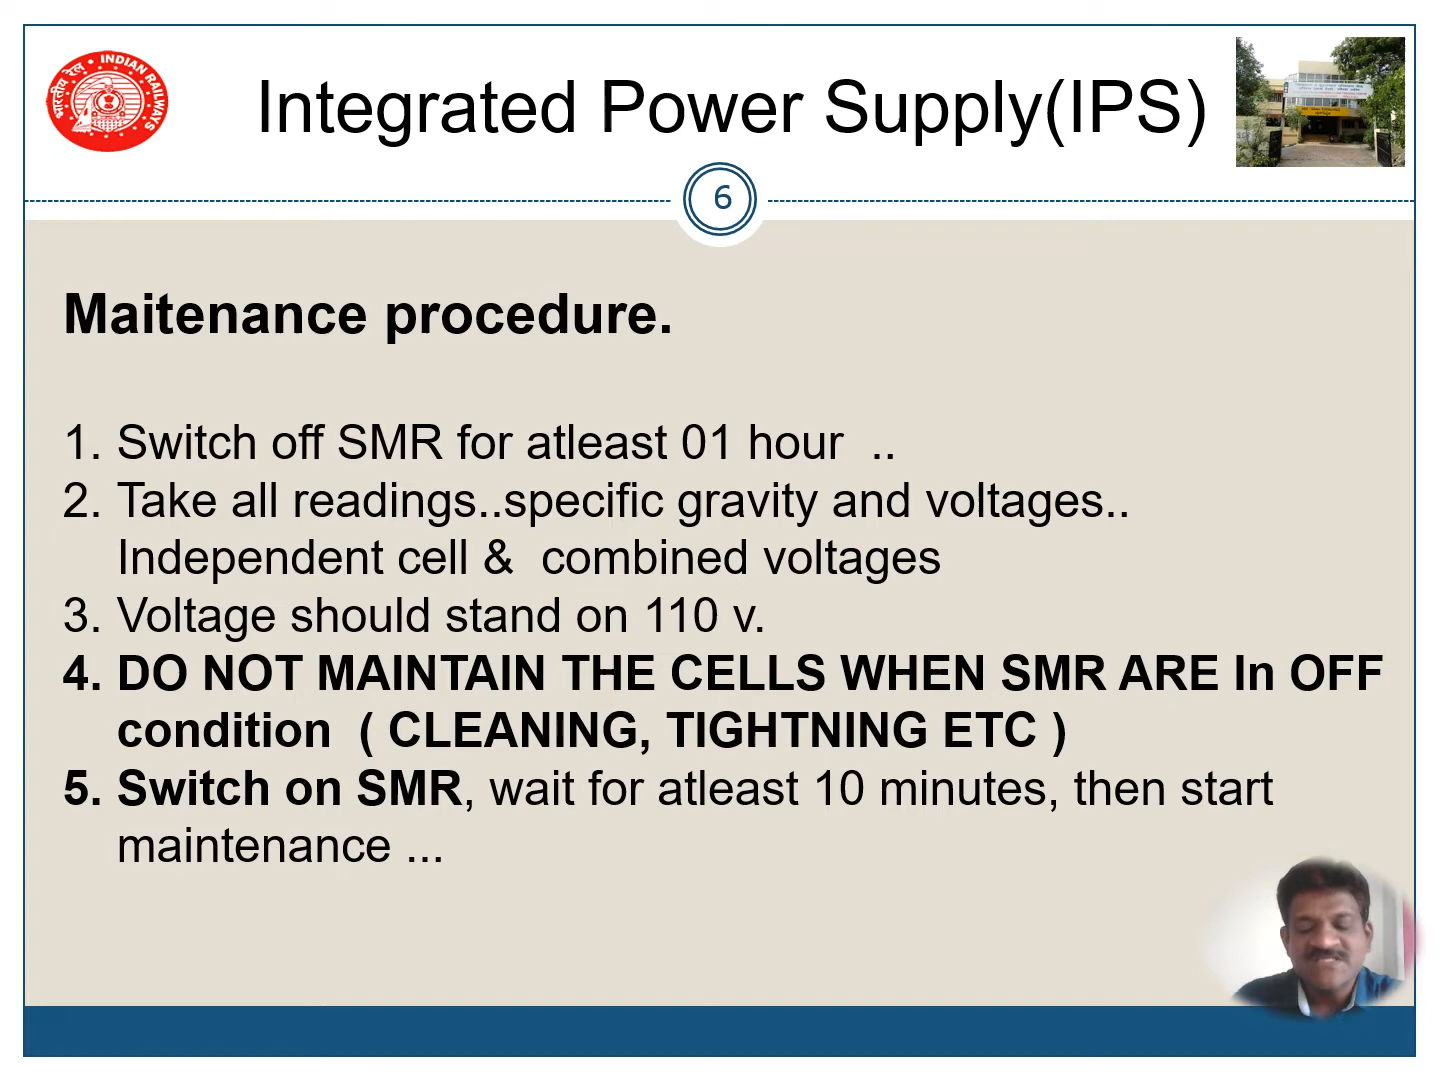 भारतीय रेल INDIAN RAILWAYS
Integrated Power Supply(IPS)
6
Maitenance procedure.
1. Switch off SMR for atleast 01 hour ..
2. Take all readings..specific gravity and voltages..
Independent cell & combined voltages
3. Voltage should stand on 110 v.
4. DO NOT MAINTAIN THE CELLS WHEN SMR ARE In OFF
condition ( CLEANING, TIGHTNING ETC )
5. Switch on SMR, wait for atleast 10 minutes, then start
maintenance ...